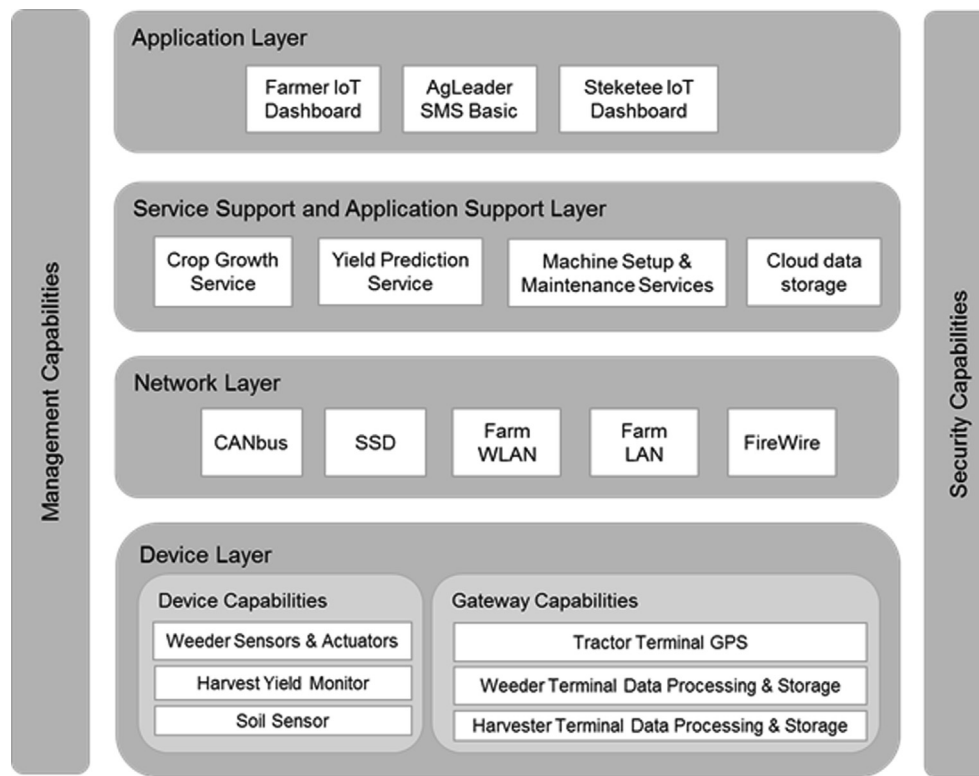 Management Capabilities
Application Layer
Farmer IoT
Dashboard
AgLeader
SMS Basic
Steketee IoT
Dashboard
Service Support and Application Support Layer
Crop Growth
Service
Yield Prediction
Service
Machine Setup &
Maintenance Services
Cloud data
storage
Network Layer
CANbus
SSD
Farm
WLAN
Farm
LAN
FireWire
Device Layer
Device Capabilities
Weeder Sensors & Actuators
Harvest Yield Monitor
Soil Sensor
Gateway Capabilities
Tractor Terminal GPS
Weeder Terminal Data Processing & Storage
Harvester Terminal Data Processing & Storage
Security Capabilities